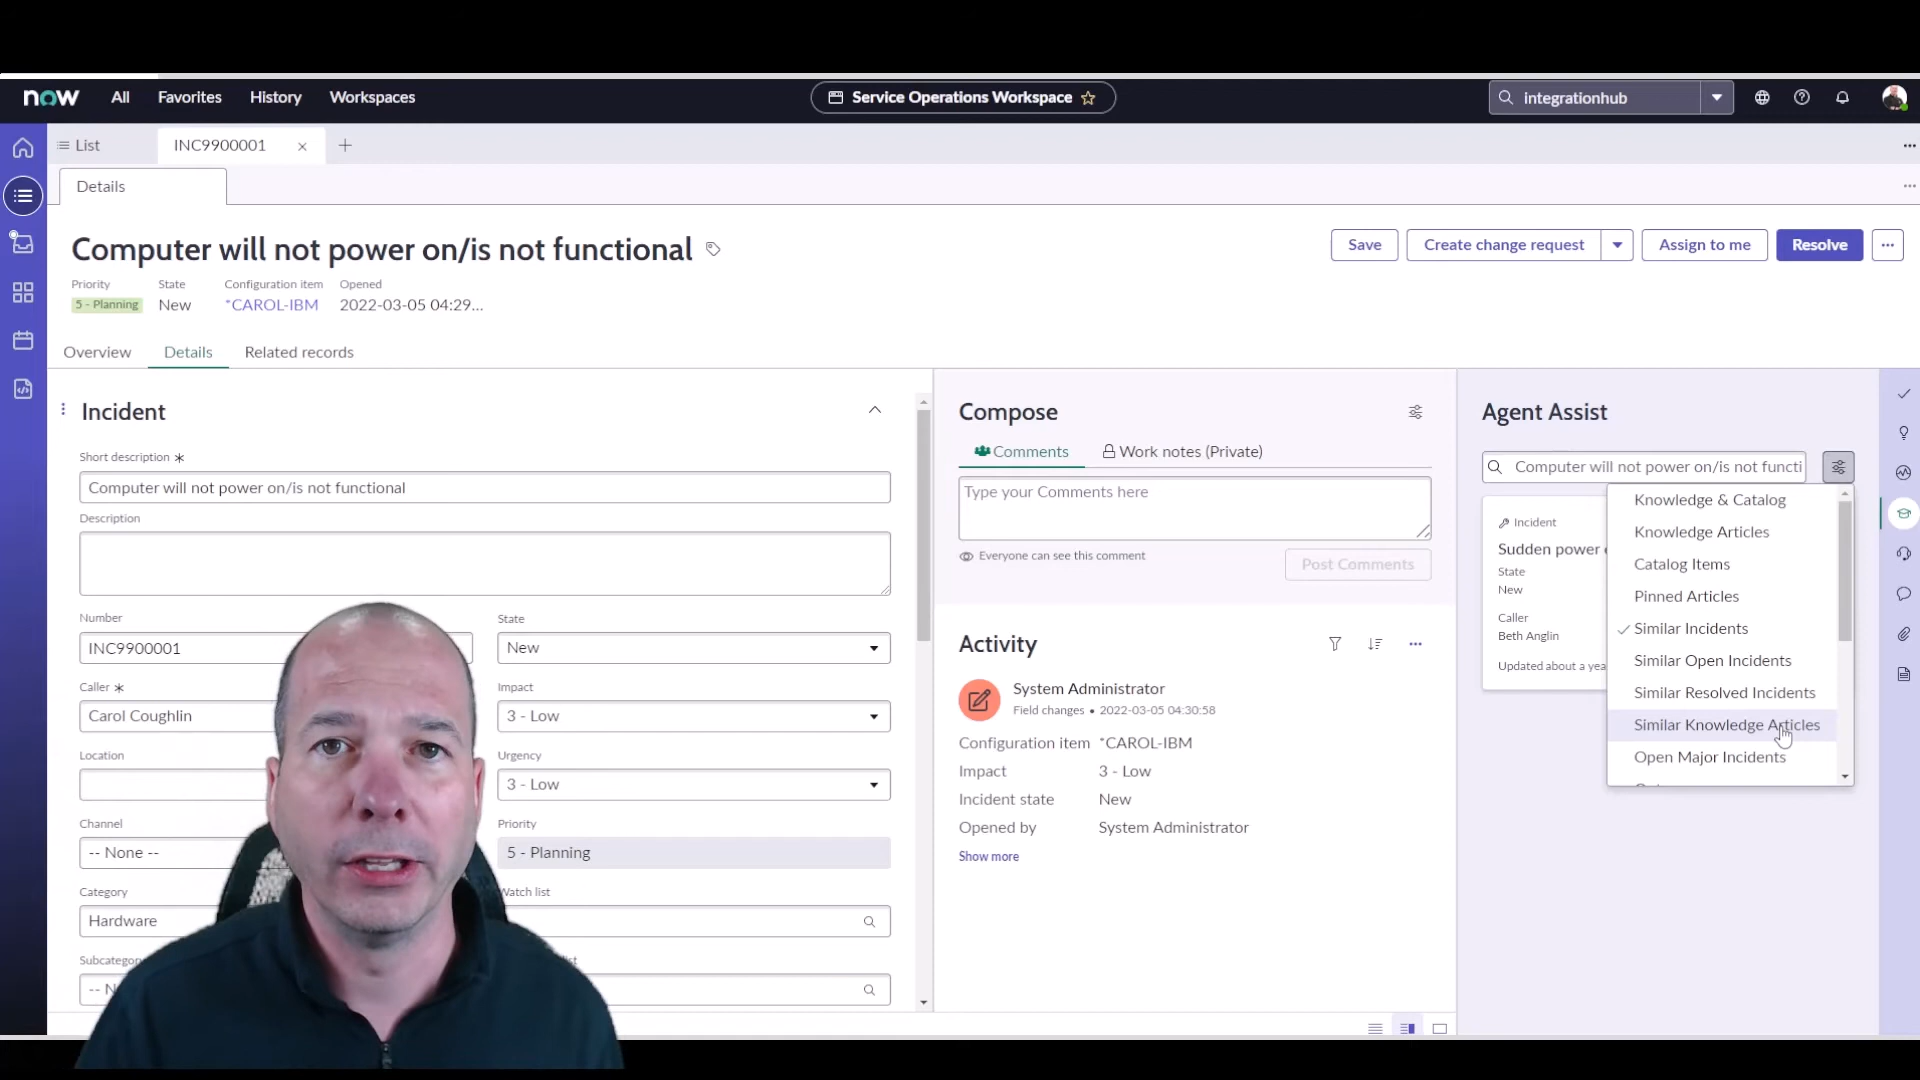 now All Favorites History Workspaces Service Operations Workspace integrationhub
List INC9900001
Details
Computer will not power on/is not functional
Save Create change request Assign to me Resolve
Priority State Configuration item Opened
5 - Planning New *CAROL-IBM 2022-03-05 04:29...
Overview Details Related records
Incident
Short description *
Computer will not power on/is not functional
Description
Number
INC9900001
State
New
Caller *
Carol Coughlin
Impact
3 - Low
Location
Urgency
3 - Low
Channel
-- None --
Priority
5 - Planning
Category
Hardware
Watch list
Subcategor
-- N
Compose
Comments Work notes (Private)
Type your Comments here
Everyone can see this comment
Post Comments
Activity
System Administrator
Field changes • 2022-03-05 04:30:58
Configuration item *CAROL-IBM
Impact 3 - Low
Incident state New
Opened by System Administrator
Show more
Agent Assist
Computer will not power on/is not functi
Incident
Sudden power
State
New
Caller
Beth Anglin
Updated about a yea
Knowledge & Catalog
Knowledge Articles
Catalog Items
Pinned Articles
Similar Incidents
Similar Open Incidents
Similar Resolved Incidents
Similar Knowledge Articles
Open Major Incidents